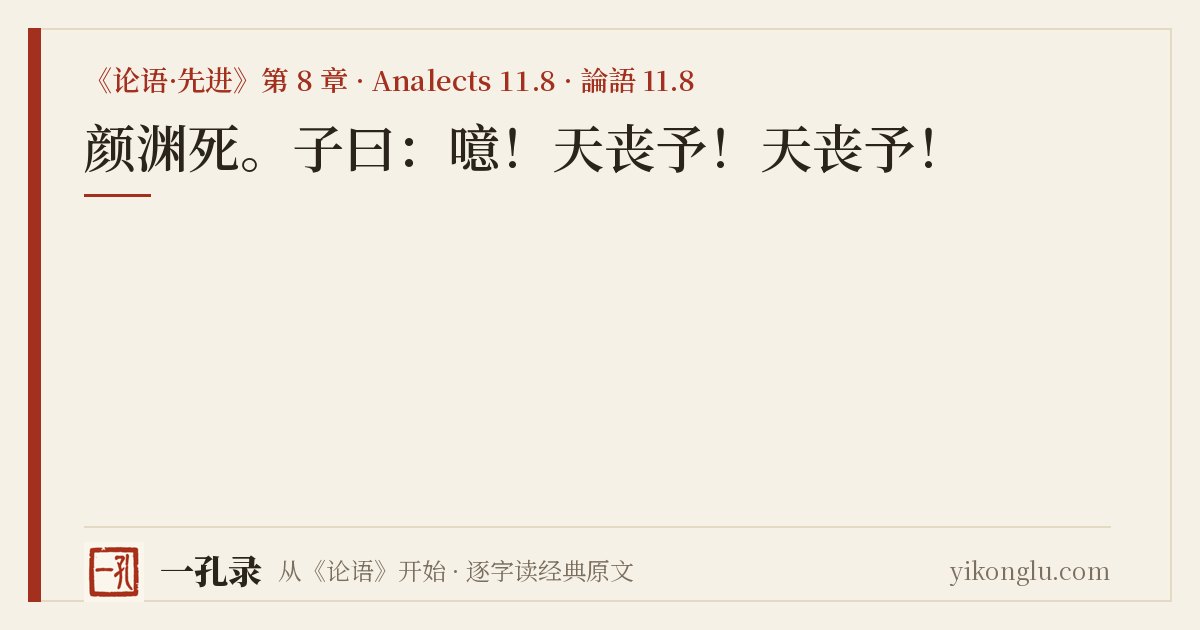 《论语·先进》第 8 章 · Analects 11.8 · 論語 11.8
颜渊死。子曰：噫！天丧予！天丧予！
一孔
一孔录 从《论语》开始 · 逐字读经典原文 yikonglu.com